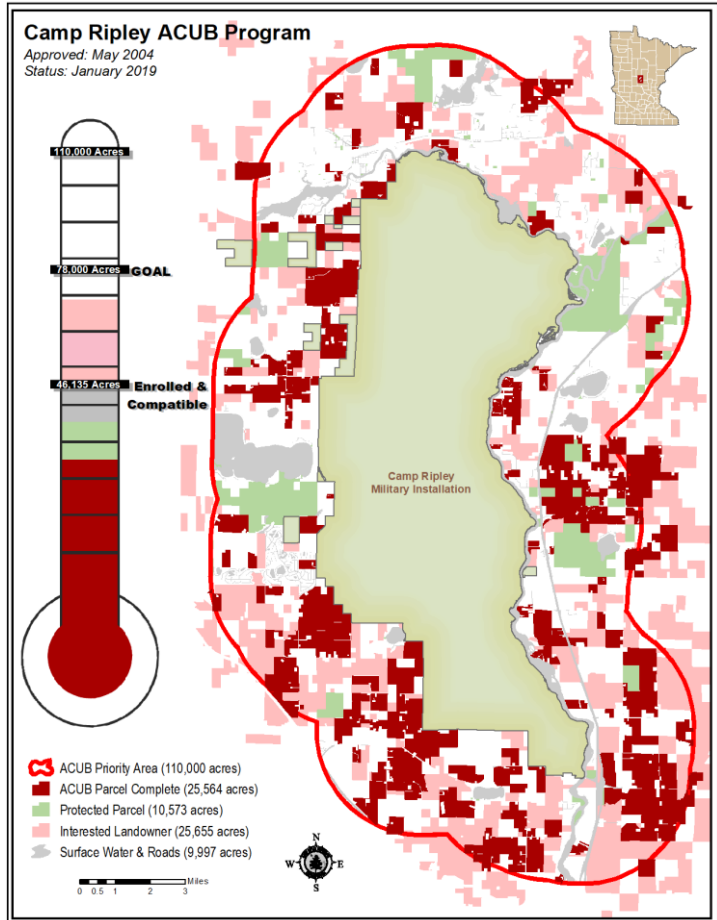 Camp Ripley ACUB Program
Approved: May 2004
Status: January 2019
110,000 Acres
78,000 Acres
GOAL
46,135 Acres
Enrolled &
Compatible
Camp Ripley
Military Installation
ACUB Priority Area (110,000 acres)
ACUB Parcel Complete (25,564 acres)
Protected Parcel (10,573 acres)
Interested Landowner (25,655 acres)
Surface Water & Roads (9,997 acres)
N
W
E
S
Miles
0 0.5 1 2 3